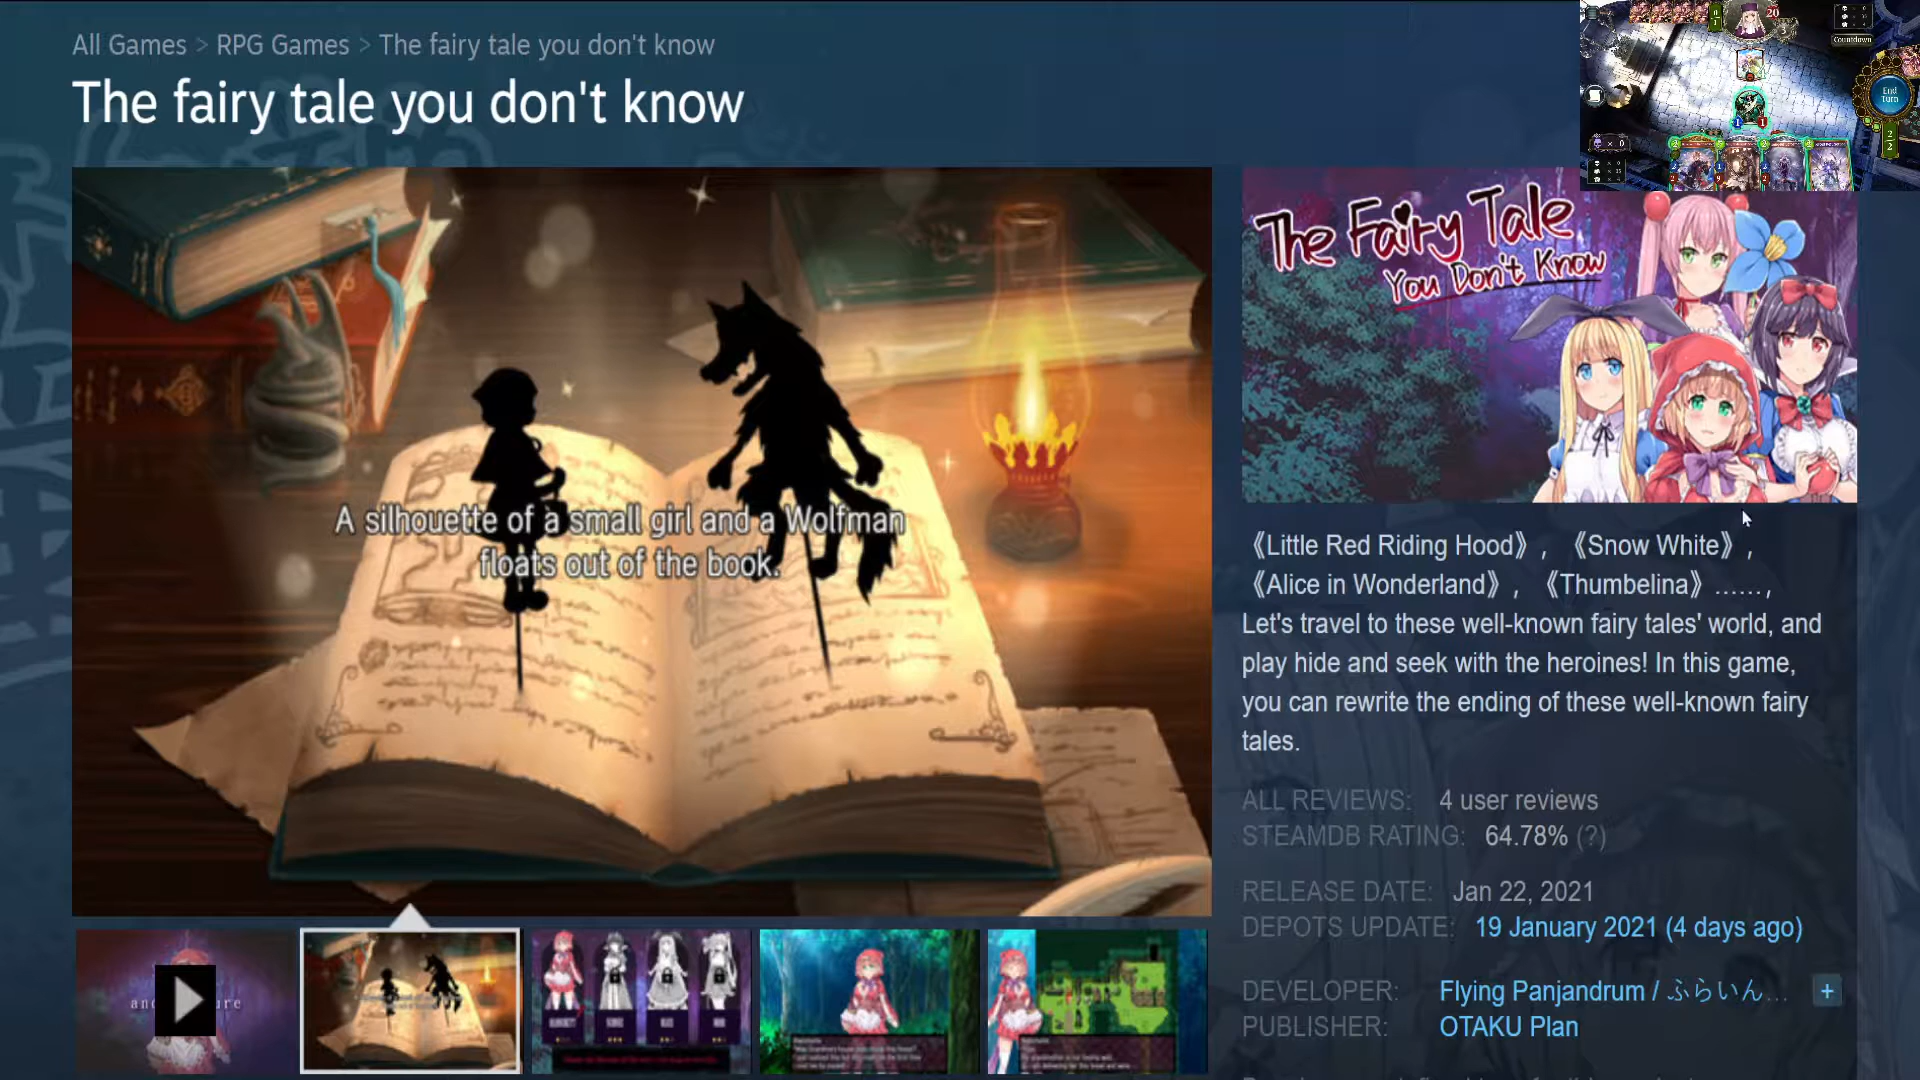 All Games > RPG Games > The fairy tale you don't know
The fairy tale you don't know
20
Countdown
End
Turn
A silhouette of a small girl and a Wolfman
floats out of the book.
The Fairy Tale
You Don't Know
《Little Red Riding Hood》, 《Snow White》,
《Alice in Wonderland》, 《Thumbelina》……,
Let's travel to these well-known fairy tales' world, and
play hide and seek with the heroines! In this game,
you can rewrite the ending of these well-known fairy
tales.
ALL REVIEWS: 4 user reviews
STEAMDB RATING: 64.78% (?)
RELEASE DATE: Jan 22, 2021
DEPOTS UPDATE: 19 January 2021 (4 days ago)
DEVELOPER: Flying Panjandrum / ふらいん… +
PUBLISHER: OTAKU Plan